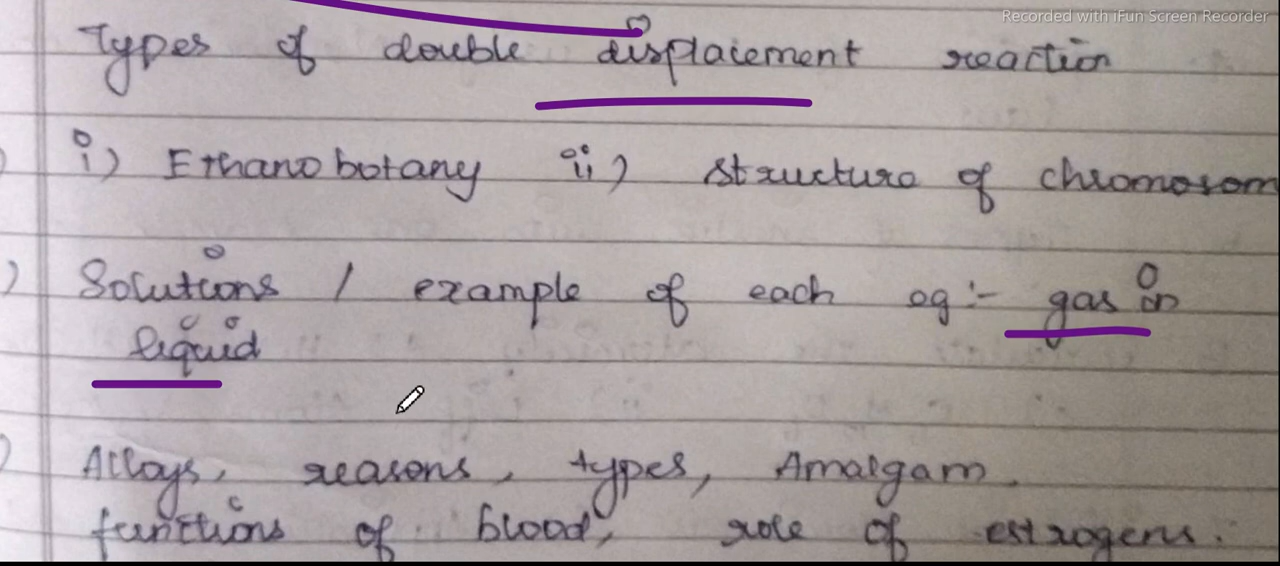 Recorded with iFun Screen Recorder
Types of double displacement reaction
i) Ethanobotany ii) structure of chromosom
Solutions / example of each eg:- gas in
liquid
Alloys, reasons, types, Amalgam.
functions of blood, role of estrogens.